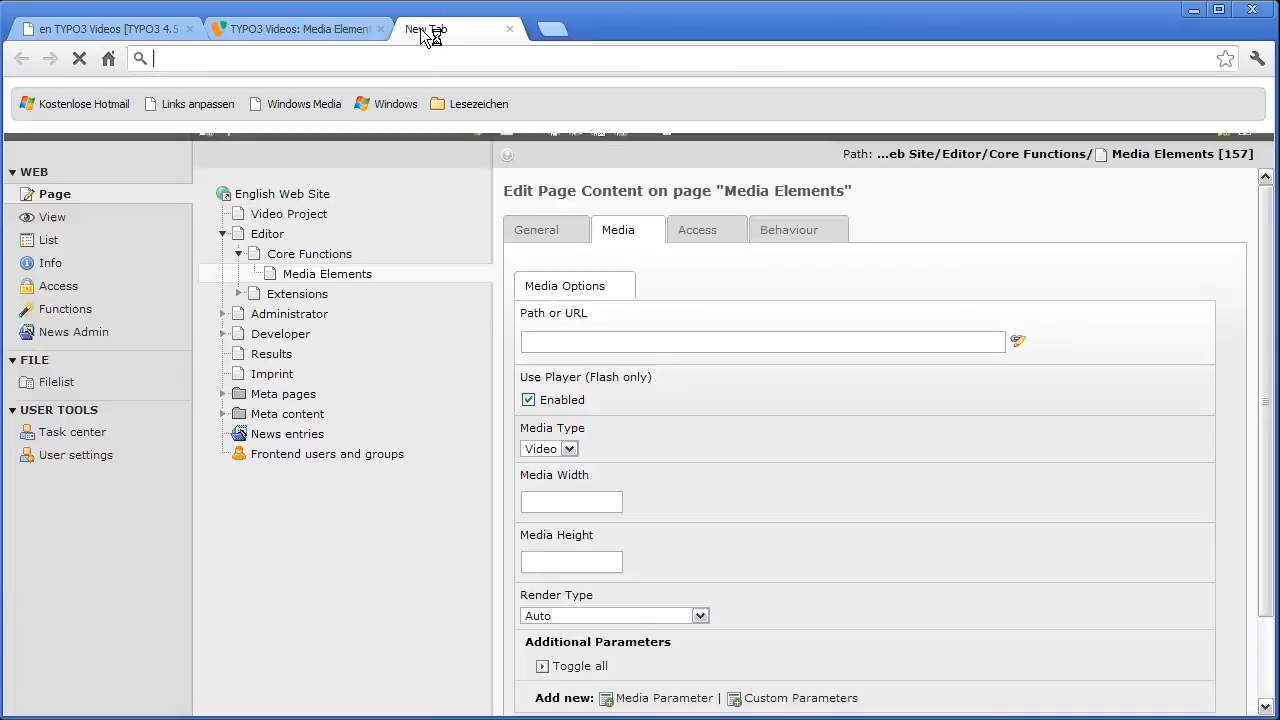 en TYPO3 Videos [TYPO3 4.5
TYPO3 Videos: Media Element
New Tab
Kostenlose Hotmail
Links anpassen
Windows Media
Windows
Lesezeichen
Path: ...eb Site/Editor/Core Functions/ Media Elements [157]
WEB
Page
View
List
Info
Access
Functions
News Admin
FILE
Filelist
USER TOOLS
Task center
User settings
English Web Site
Video Project
Editor
Core Functions
Media Elements
Extensions
Administrator
Developer
Results
Imprint
Meta pages
Meta content
News entries
Frontend users and groups
Edit Page Content on page "Media Elements"
General
Media
Access
Behaviour
Media Options
Path or URL
Use Player (Flash only)
Enabled
Media Type
Video
Media Width
Media Height
Render Type
Auto
Additional Parameters
Toggle all
Add new: Media Parameter | Custom Parameters